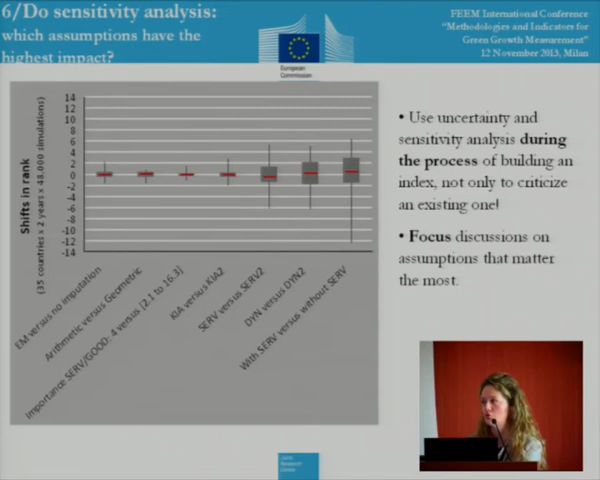 6/Do sensitivity analysis:
which assumptions have the
highest impact?
FEEM International Conference
"Methodologies and Indicators for
Green Growth Measurement"
12 November 2013, Milan
European
Commission
Shifts in rank
(35 countries x 2 years x 48,000 simulations)
14
12
10
8
6
4
2
0
-2
-4
-6
-8
-10
-12
-14
EM versus no imputation
Arithmetic versus Geometric
Importance SERV/GOOD: 4 versus [2.1 to 16.3]
KIA versus KIA2
SERV versus SERV2
DYN versus DYN2
With SERV versus without SERV
• Use uncertainty and
sensitivity analysis during
the process of building an
index, not only to criticize
an existing one!
• Focus discussions on
assumptions that matter
the most.
Joint
Research
Centre